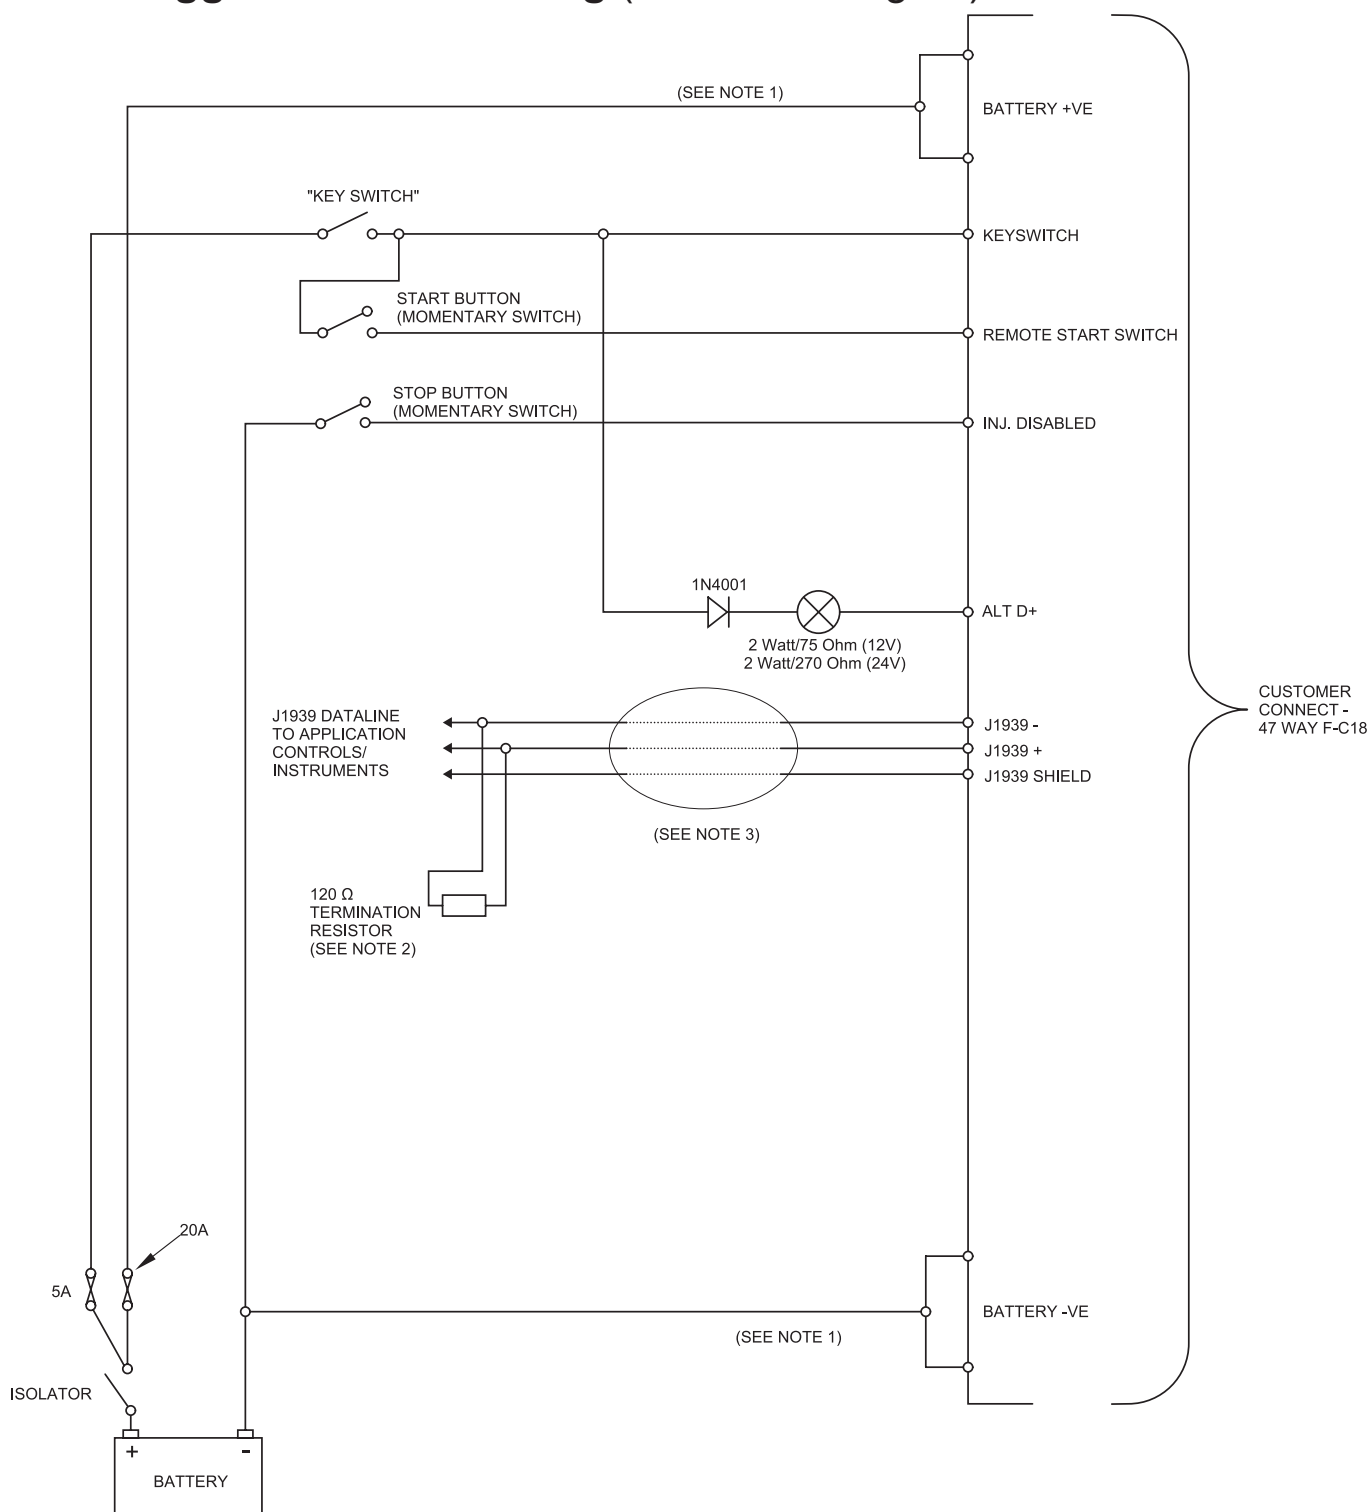 (SEE NOTE 1)
BATTERY +VE
"KEY SWITCH"
KEYSWITCH
START BUTTON
(MOMENTARY SWITCH)
REMOTE START SWITCH
STOP BUTTON
(MOMENTARY SWITCH)
INJ. DISABLED
1N4001
ALT D+
2 Watt/75 Ohm (12V)
2 Watt/270 Ohm (24V)
J1939 DATALINE
TO APPLICATION
CONTROLS/
INSTRUMENTS
J1939 -
J1939 +
J1939 SHIELD
CUSTOMER
CONNECT -
47 WAY F-C18
(SEE NOTE 3)
120 Ω
TERMINATION
RESISTOR
(SEE NOTE 2)
20A
5A
BATTERY -VE
(SEE NOTE 1)
ISOLATOR
+ -
BATTERY